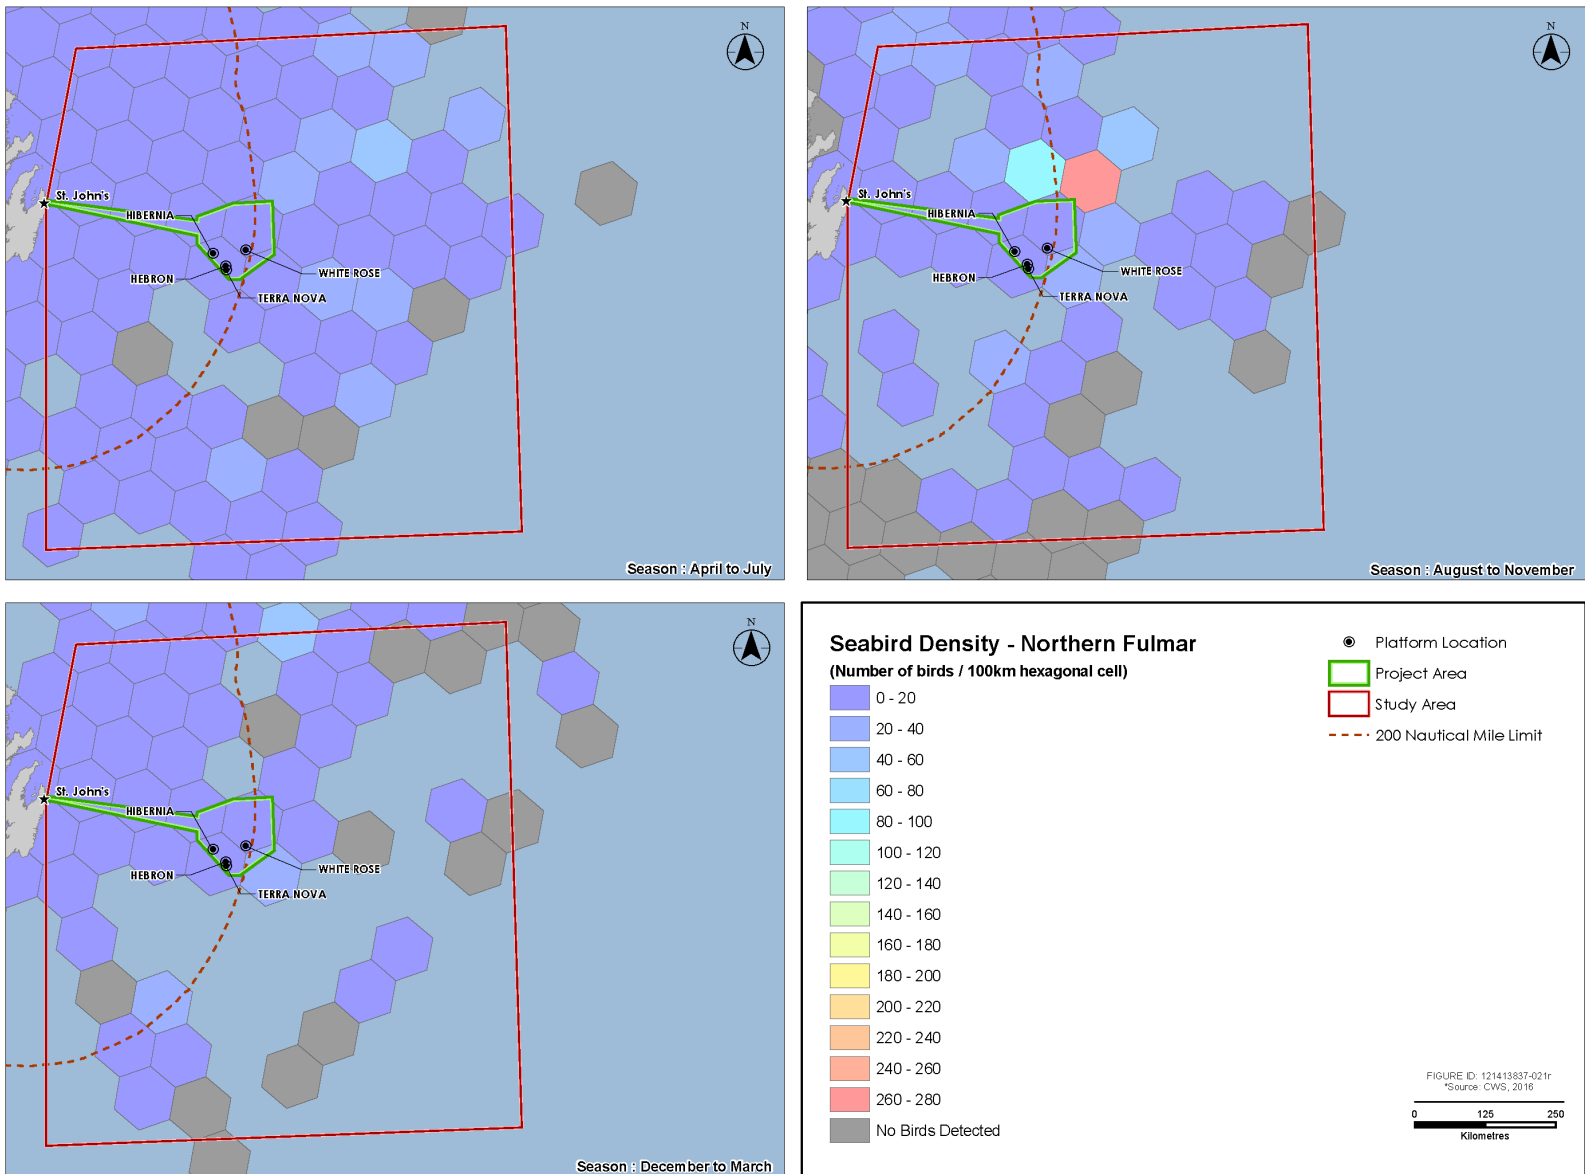 N
St. John's
HIBERNIA
HEBRON
WHITE ROSE
TERRA NOVA
Season : April to July
N
St. John's
HIBERNIA
HEBRON
WHITE ROSE
TERRA NOVA
Season : August to November
N
St. John's
HIBERNIA
HEBRON
WHITE ROSE
TERRA NOVA
Season : December to March
Seabird Density - Northern Fulmar
(Number of birds / 100km hexagonal cell)
0 - 20
20 - 40
40 - 60
60 - 80
80 - 100
100 - 120
120 - 140
140 - 160
160 - 180
180 - 200
200 - 220
220 - 240
240 - 260
260 - 280
No Birds Detected
Platform Location
Project Area
Study Area
200 Nautical Mile Limit
FIGURE ID: 121413837-021r
*Source: CWS, 2016
0 125 250
Kilometres